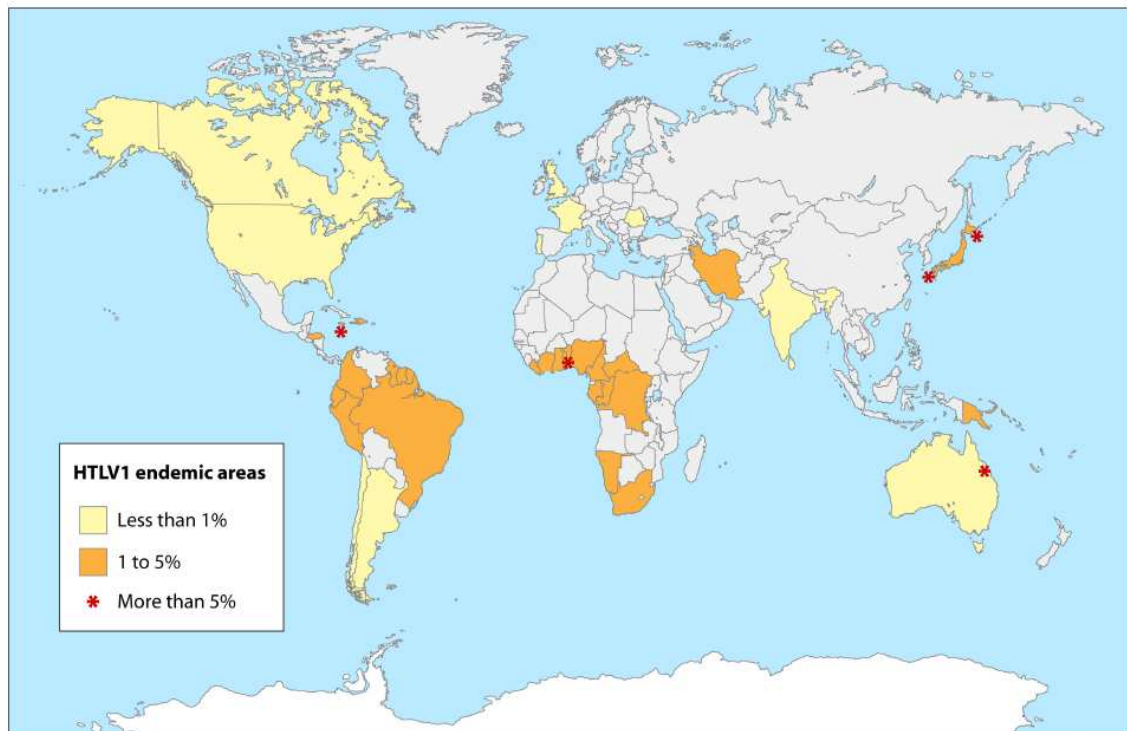 HTLV1 endemic areas
Less than 1%
1 to 5%
* More than 5%